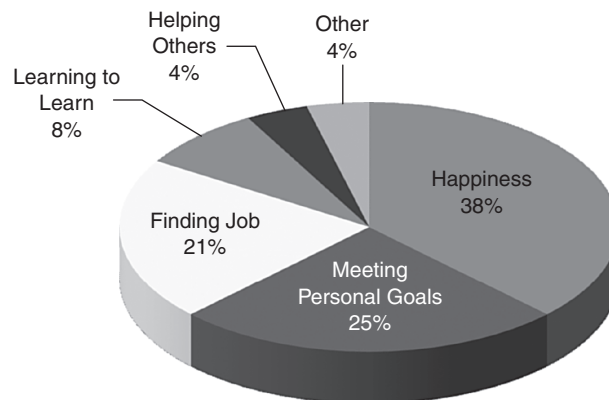 Helping
Others
4%
Other
4%
Learning to
Learn
8%
Happiness
38%
Finding Job
21%
Meeting
Personal Goals
25%